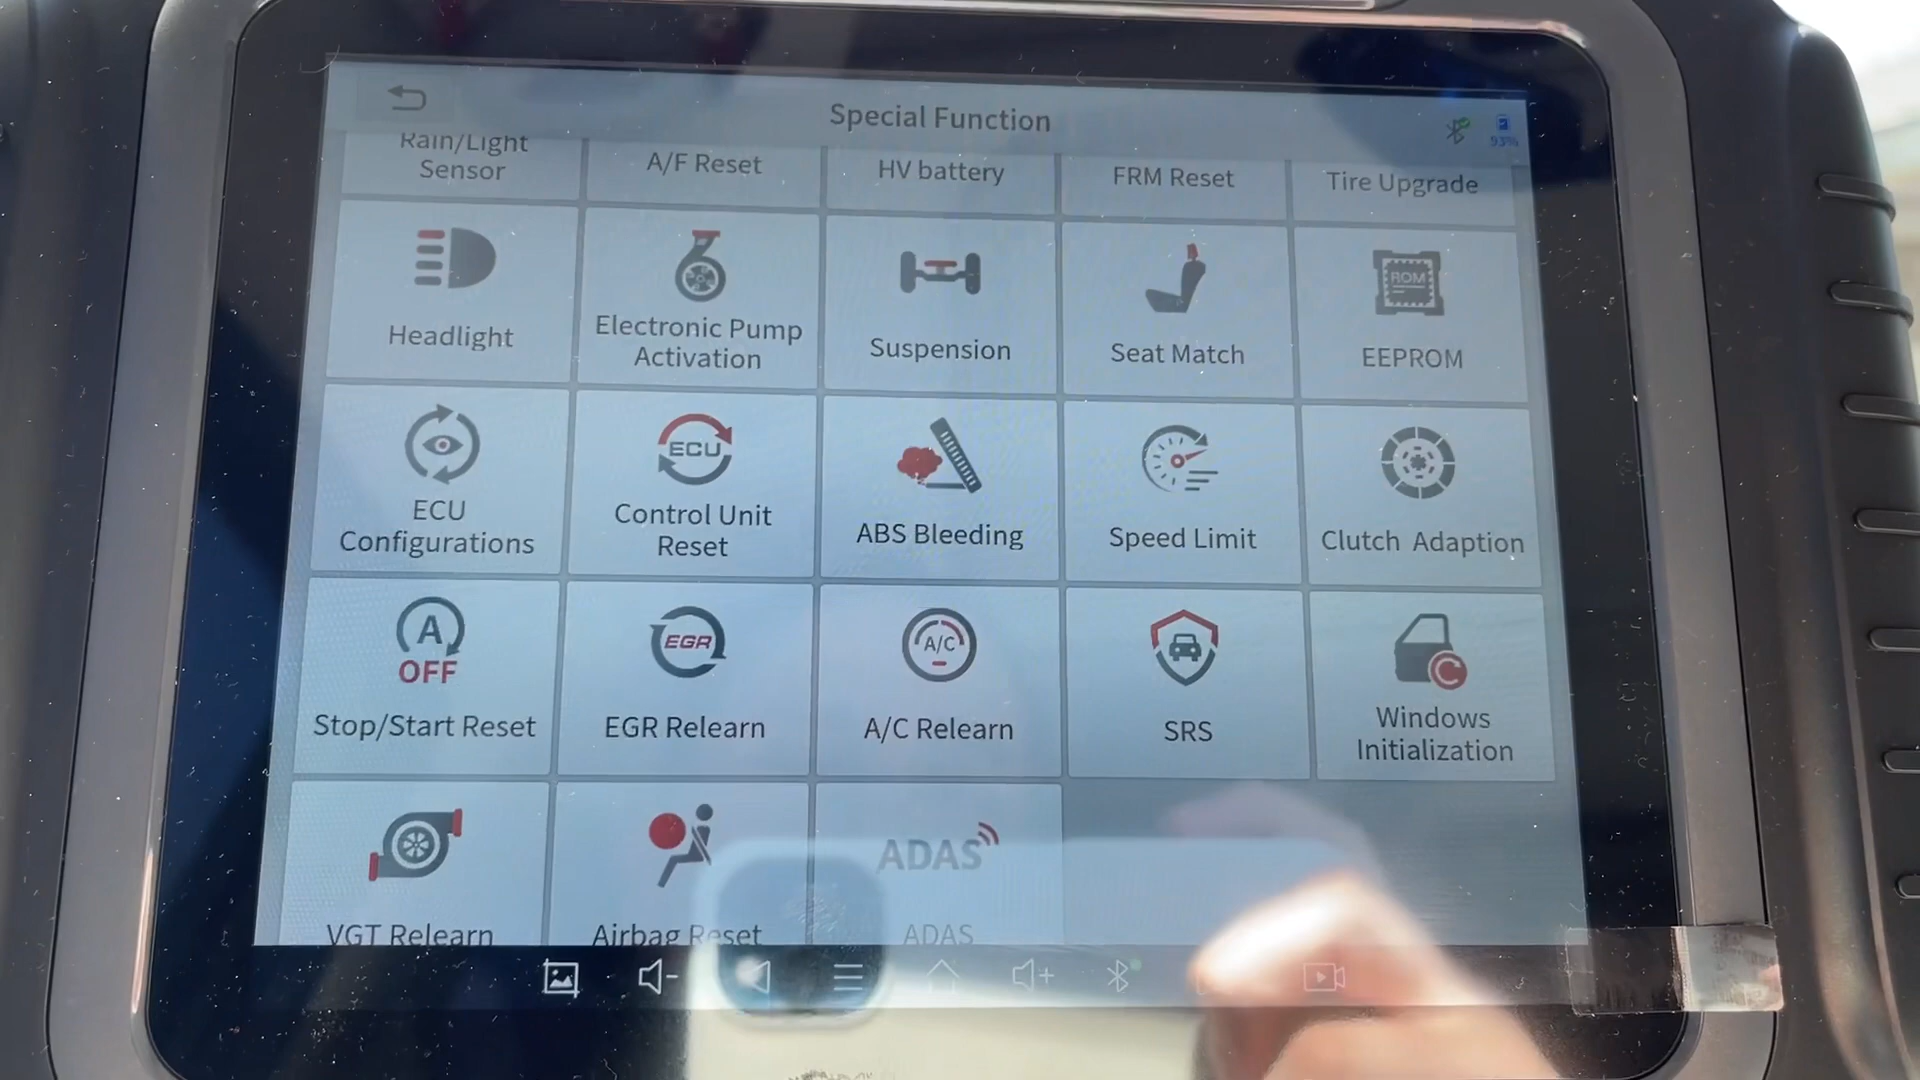 Special Function
93%
Rain/Light
Sensor
A/F Reset
HV battery
FRM Reset
Tire Upgrade
Headlight
Electronic Pump
Activation
Suspension
Seat Match
ROM
EEPROM
ECU
Configurations
ECU
Control Unit
Reset
ABS Bleeding
Speed Limit
Clutch Adaption
A
OFF
Stop/Start Reset
EGR
EGR Relearn
A/C
A/C Relearn
SRS
Windows
Initialization
VGT Relearn
Airbag Reset
ADAS
ADAS